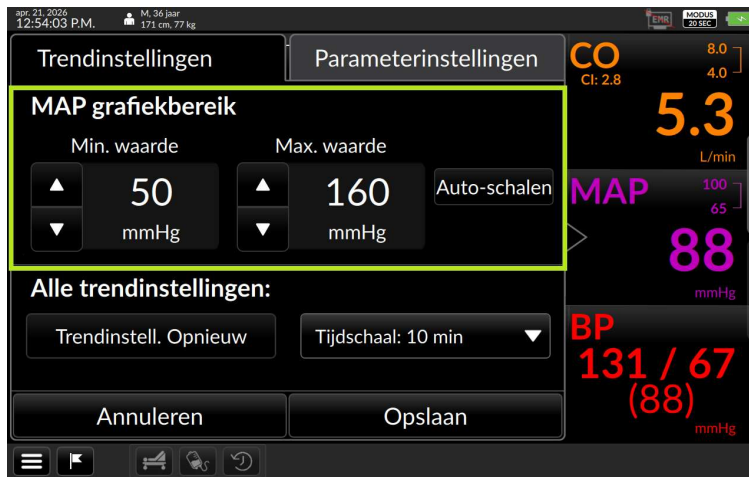 apr. 21, 2026
12:54:03 P.M.
M, 36 jaar
171 cm, 77 kg
EMR
MODUS
20 SEC
Trendinstellingen
Parameterinstellingen
MAP grafiekbereik
Min. waarde
Max. waarde
50
mmHg
160
mmHg
Auto-schalen
Alle trendinstellingen:
Trendinstell. Opnieuw
Tijdschaal: 10 min
Annuleren
Opslaan
CO
CI: 2.8
8.0
4.0
5.3
L/min
MAP
100
65
88
mmHg
BP
131 / 67
(88)
mmHg